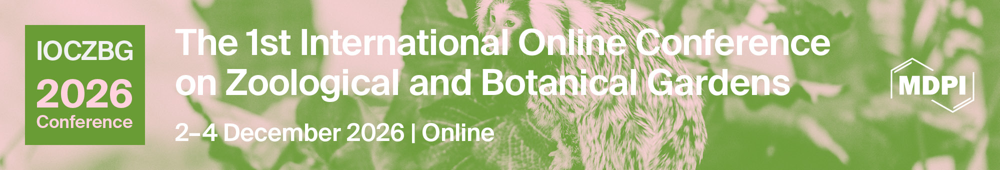 IOCZBG
2026
Conference
The 1st International Online Conference
on Zoological and Botanical Gardens
2–4 December 2026 | Online
MDPI